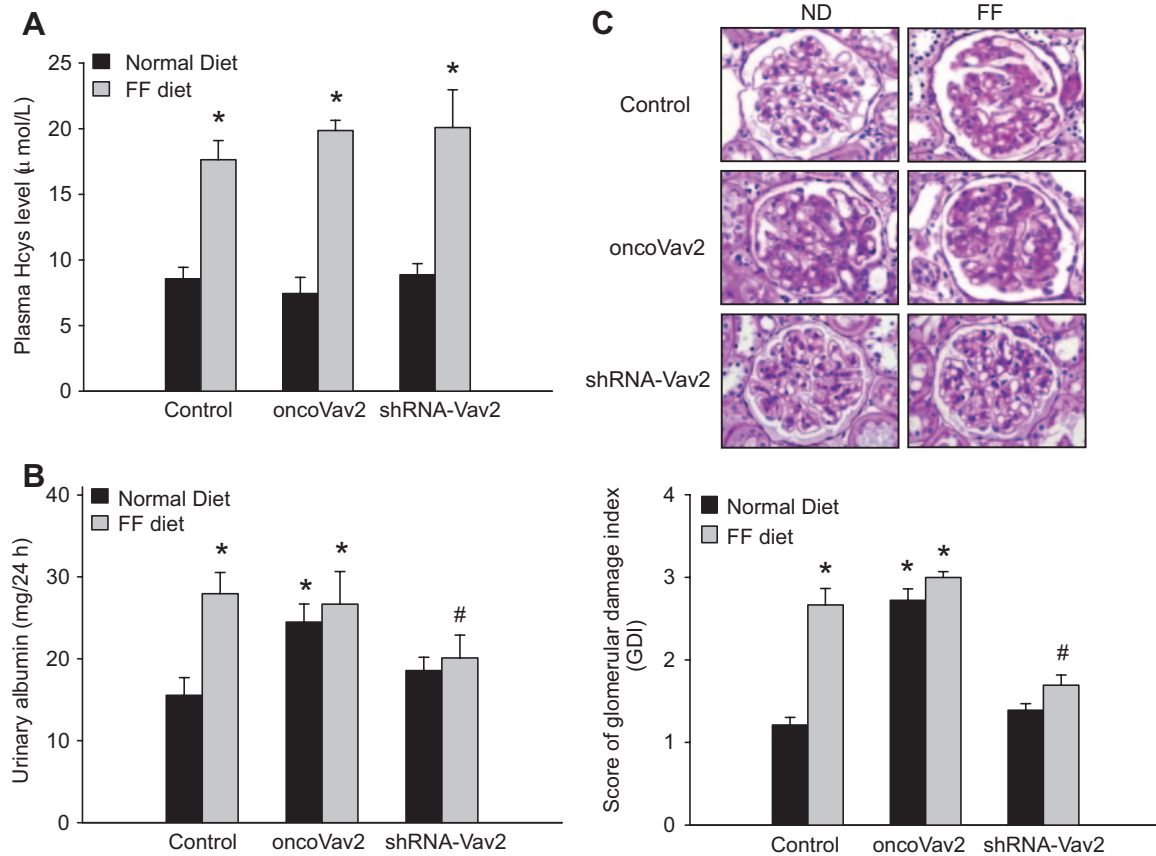 A
Normal Diet
FF diet
25
20
15
10
5
0
Plasma Hcys level (μ mol/L)
*
*
*
Control oncoVav2 shRNA-Vav2
C
ND FF
Control
oncoVav2
shRNA-Vav2
B
Normal Diet
FF diet
40
30
20
10
0
Urinary albumin (mg/24 h)
*
*
*
#
Control oncoVav2 shRNA-Vav2
Normal Diet
FF diet
4
3
2
1
0
Score of glomerular damage index
(GDI)
*
*
*
#
Control oncoVav2 shRNA-Vav2